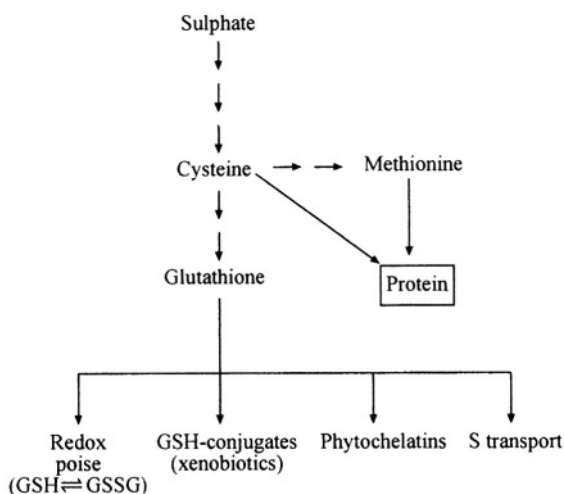 Sulphate
Cysteine
Methionine
Glutathione
Protein
Redox
poise
(GSH⇌GSSG)
GSH-conjugates
(xenobiotics)
Phytochelatins
S transport